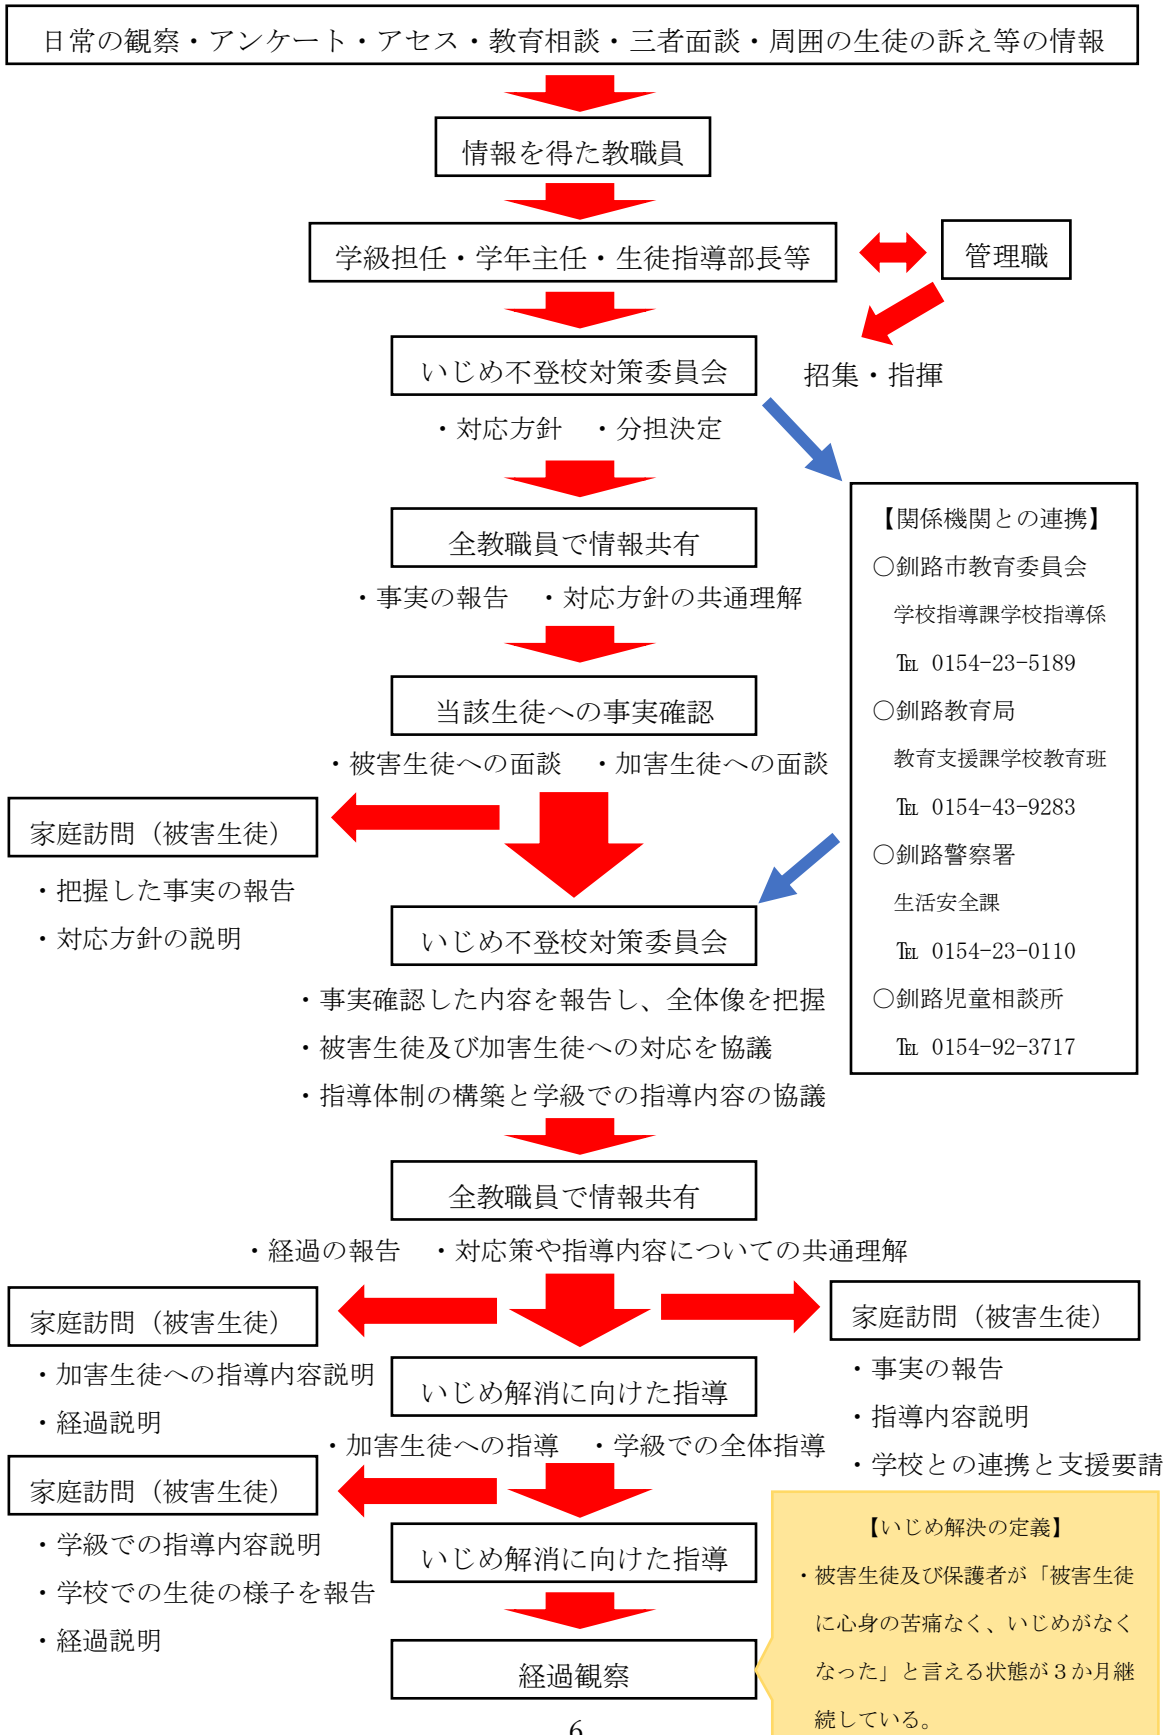 日常の観察・アンケート・アセス・教育相談・三者面談・周囲の生徒の訴え等の情報
情報を得た教職員
学級担任・学年主任・生徒指導部長等
管理職
いじめ不登校対策委員会
招集・指揮
・対応方針　・分担決定
全教職員で情報共有
・事実の報告　・対応方針の共通理解
当該生徒への事実確認
・被害生徒への面談　・加害生徒への面談
【関係機関との連携】
○釧路市教育委員会
学校指導課学校指導係
℡ 0154-23-5189
○釧路教育局
教育支援課学校教育班
℡ 0154-43-9283
○釧路警察署
生活安全課
℡ 0154-23-0110
○釧路児童相談所
℡ 0154-92-3717
家庭訪問（被害生徒）
・把握した事実の報告
・対応方針の説明
いじめ不登校対策委員会
・事実確認した内容を報告し、全体像を把握
・被害生徒及び加害生徒への対応を協議
・指導体制の構築と学級での指導内容の協議
全教職員で情報共有
・経過の報告　・対応策や指導内容についての共通理解
家庭訪問（被害生徒）
・加害生徒への指導内容説明
・経過説明
家庭訪問（被害生徒）
・事実の報告
・指導内容説明
・学校との連携と支援要請
いじめ解消に向けた指導
・加害生徒への指導　・学級での全体指導
家庭訪問（被害生徒）
・学級での指導内容説明
・学校での生徒の様子を報告
・経過説明
いじめ解消に向けた指導
経過観察
【いじめ解決の定義】
・被害生徒及び保護者が「被害生徒
に心身の苦痛なく、いじめがなく
なった」と言える状態が３か月継
続している。
6